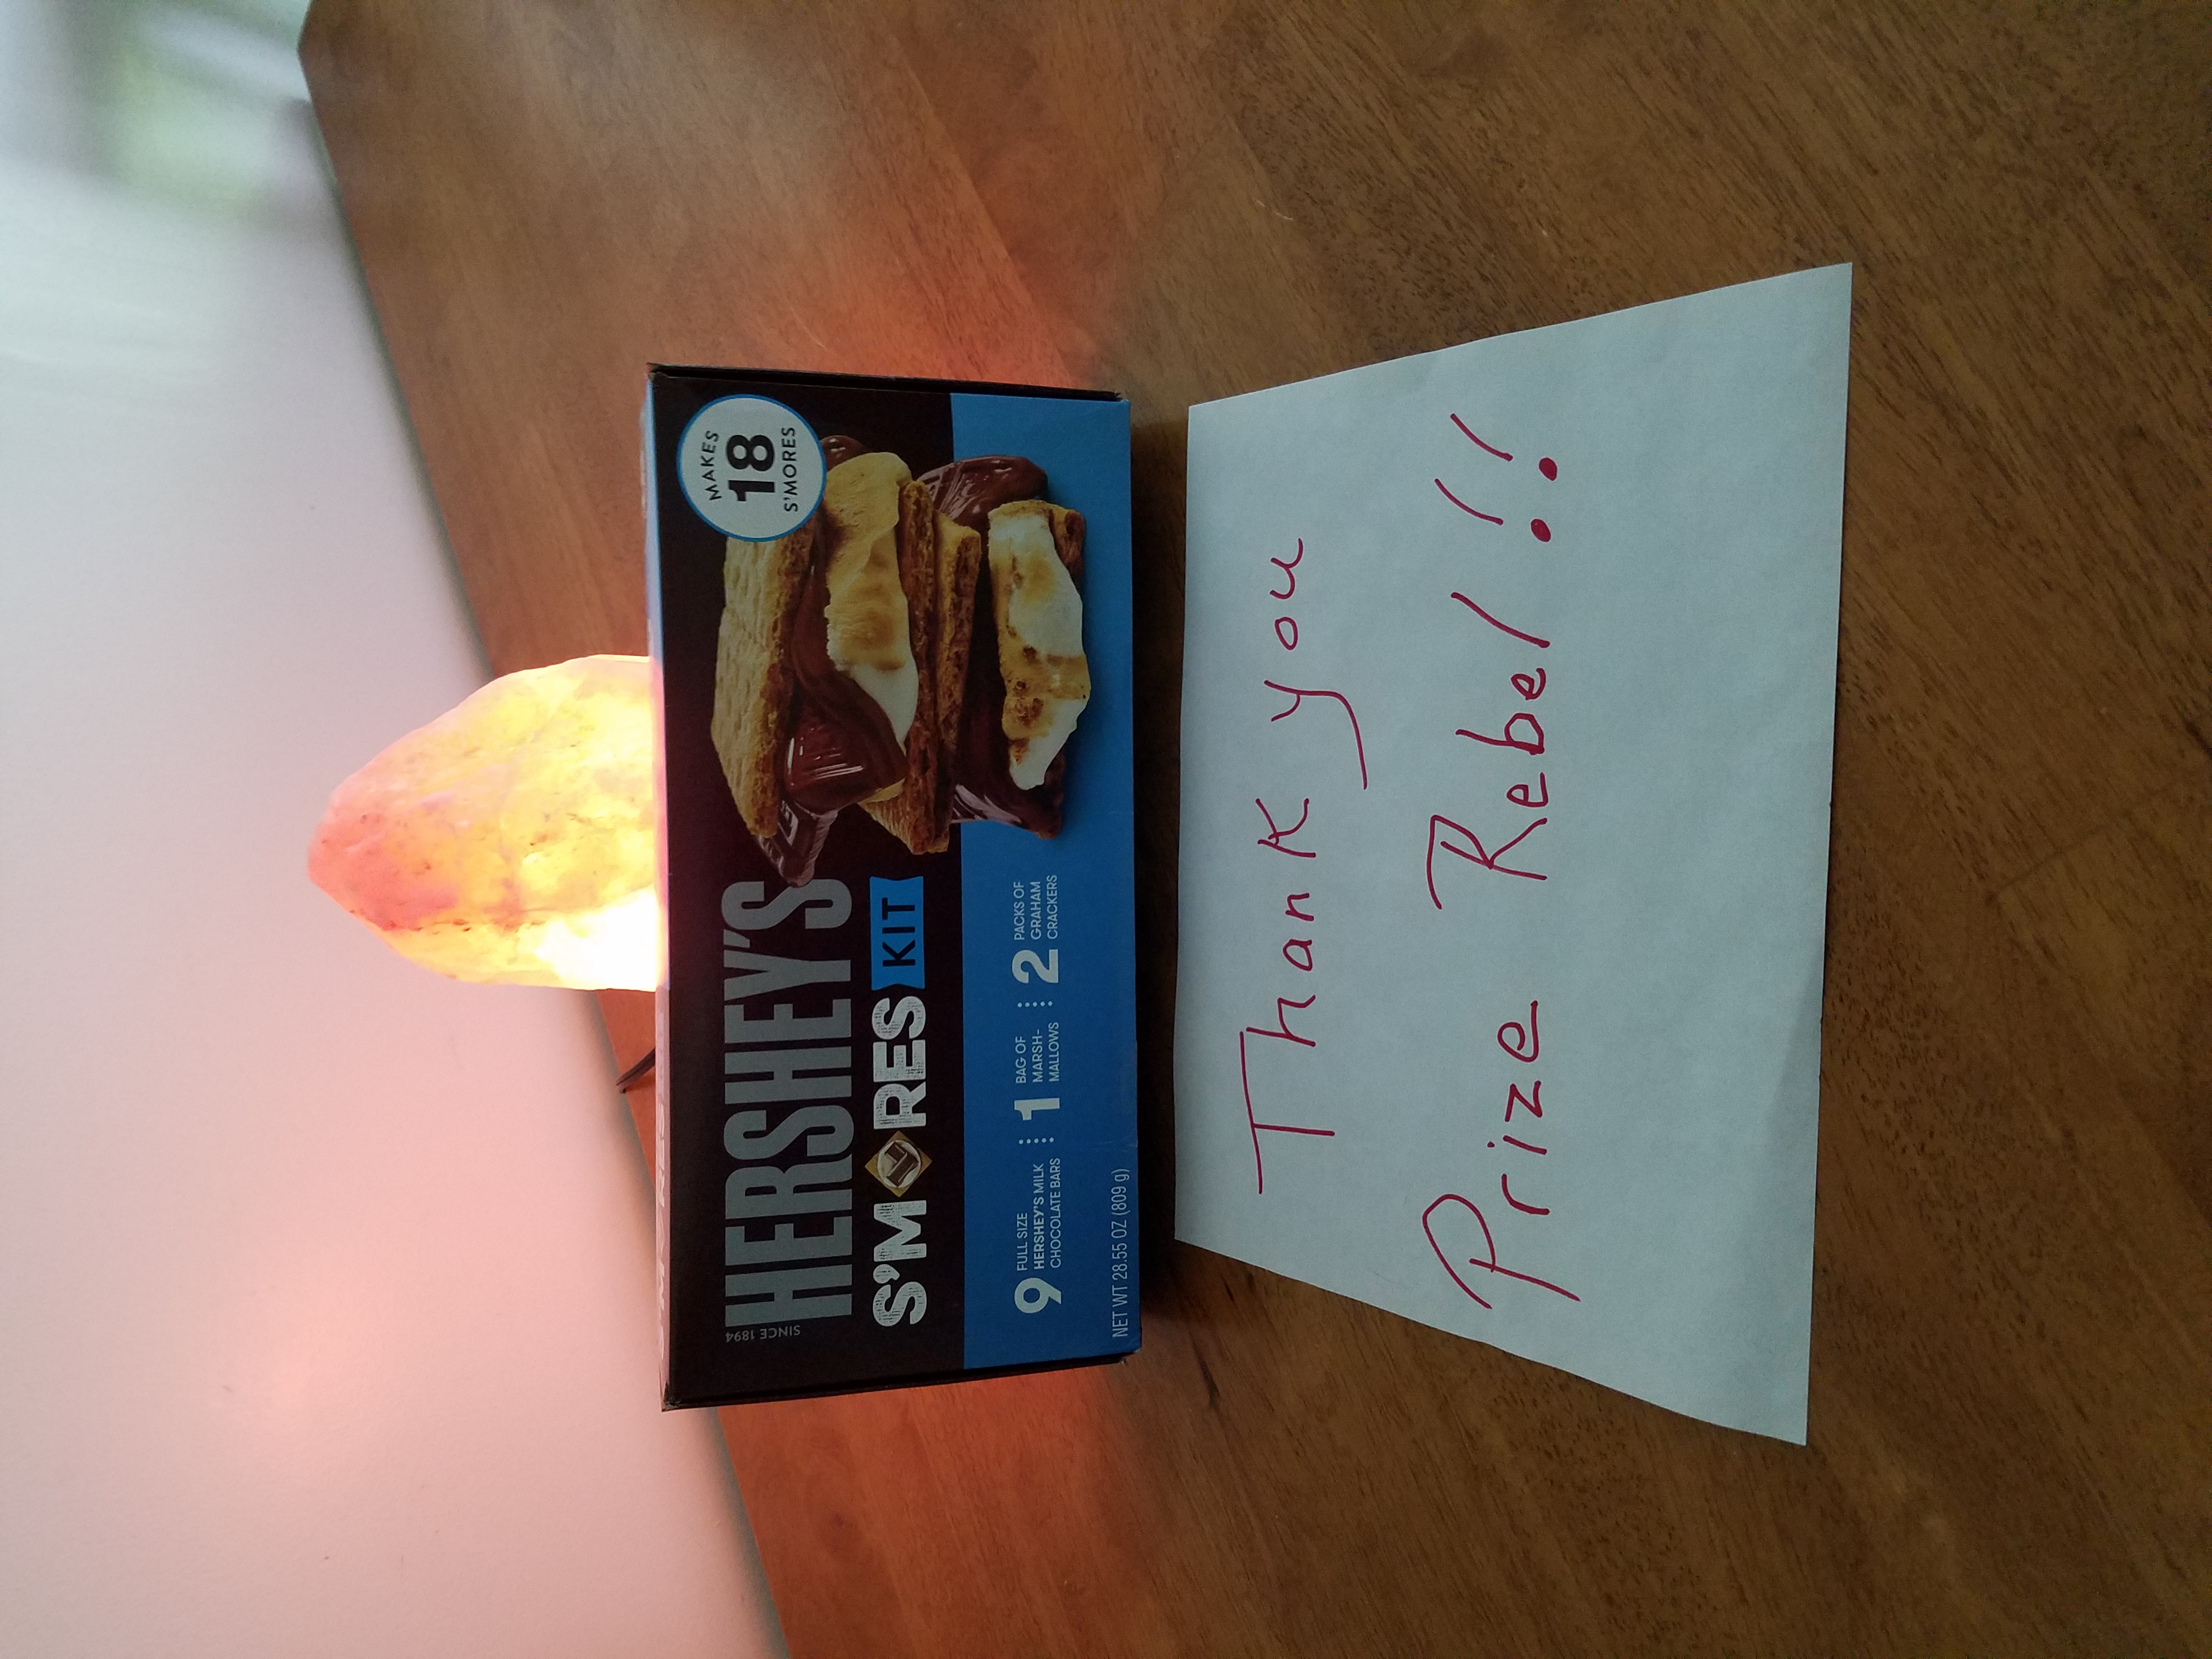 MAKES
18
S'MORES
SINCE 1894
HERSHEY'S
S'MORES KIT
9 FULL SIZE
HERSHEY'S MILK
CHOCOLATE BARS
1 BAG OF
MARSH-
MALLOWS
2 PACKS OF
GRAHAM
CRACKERS
NET WT 28.55 OZ (809 g)
Thank you
Prize Rebel!!